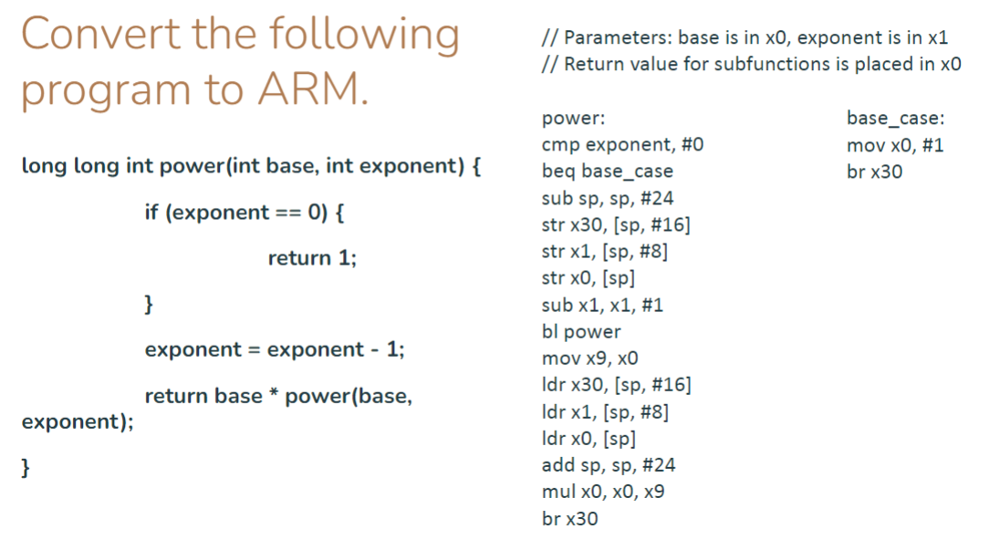 Convert the following
program to ARM.
long long int power(int base, int exponent) {
if (exponent == 0) {
return 1;
}
exponent = exponent - 1;
return base * power(base,
exponent);
}
// Parameters: base is in x0, exponent is in x1
// Return value for subfunctions is placed in x0
power:
cmp exponent, #0
beq base_case
sub sp, sp, #24
str x30, [sp, #16]
str x1, [sp, #8]
str x0, [sp]
sub x1, x1, #1
bl power
mov x9, x0
ldr x30, [sp, #16]
ldr x1, [sp, #8]
ldr x0, [sp]
add sp, sp, #24
mul x0, x0, x9
br x30
base_case:
mov x0, #1
br x30